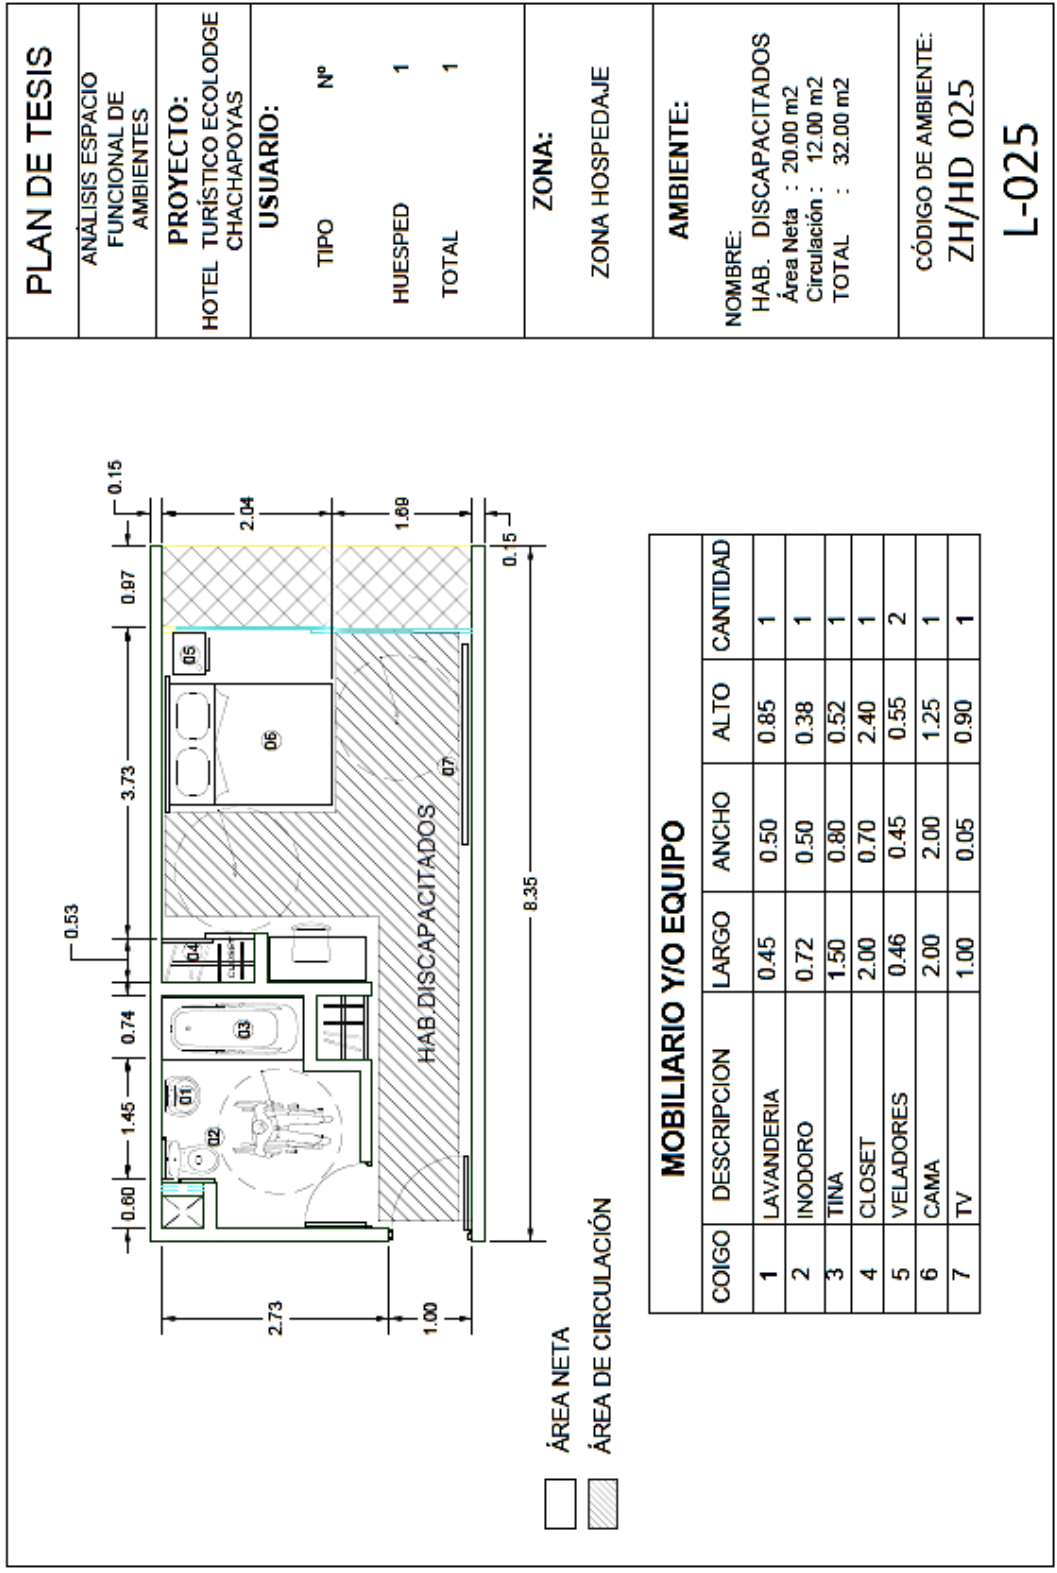 PLAN DE TESIS
ANÁLISIS ESPACIO
FUNCIONAL DE
AMBIENTES
PROYECTO:
HOTEL TURÍSTICO ECOLODGE
CHACHAPOYAS
USUARIO:
TIPO Nº
HUESPED 1
TOTAL 1
ZONA:
ZONA HOSPEDAJE
AMBIENTE:
NOMBRE:
HAB. DISCAPACITADOS
Área Neta : 20.00 m2
Circulación : 12.00 m2
TOTAL : 32.00 m2
CÓDIGO DE AMBIENTE:
ZH/HD 025
L-025
0.53
0.60 1.45 0.74 3.73 0.97
0.15
2.04
1.69
0.15
2.73
1.00
8.35
01
02
03
04
CLOSET
05
06
07
HAB.DISCAPACITADOS
ÁREA NETA
ÁREA DE CIRCULACIÓN
MOBILIARIO Y/O EQUIPO
COIGO DESCRIPCION LARGO ANCHO ALTO CANTIDAD
1 LAVANDERIA 0.45 0.50 0.85 1
2 INODORO 0.72 0.50 0.38 1
3 TINA 1.50 0.80 0.52 1
4 CLOSET 2.00 0.70 2.40 1
5 VELADORES 0.46 0.45 0.55 2
6 CAMA 2.00 2.00 1.25 1
7 TV 1.00 0.05 0.90 1